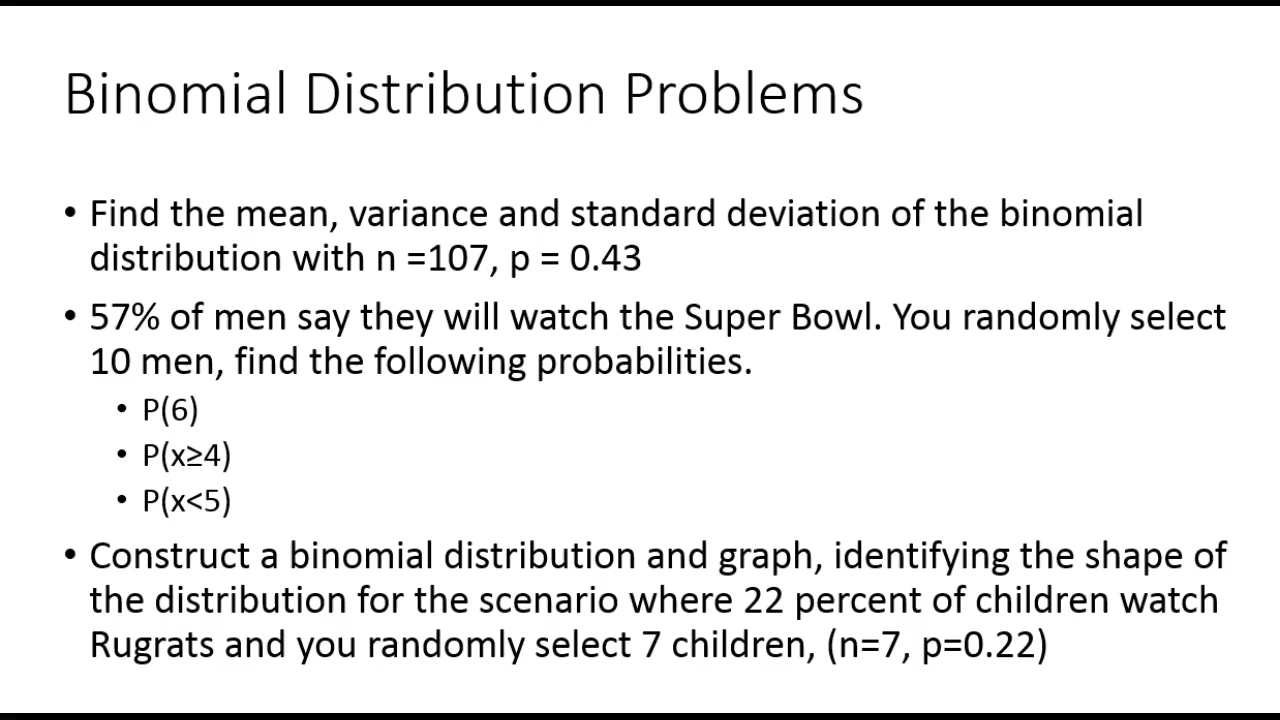 Binomial Distribution Problems
• Find the mean, variance and standard deviation of the binomial
distribution with n =107, p = 0.43
• 57% of men say they will watch the Super Bowl. You randomly select
10 men, find the following probabilities.
• P(6)
• P(x≥4)
• P(x<5)
• Construct a binomial distribution and graph, identifying the shape of
the distribution for the scenario where 22 percent of children watch
Rugrats and you randomly select 7 children, (n=7, p=0.22)